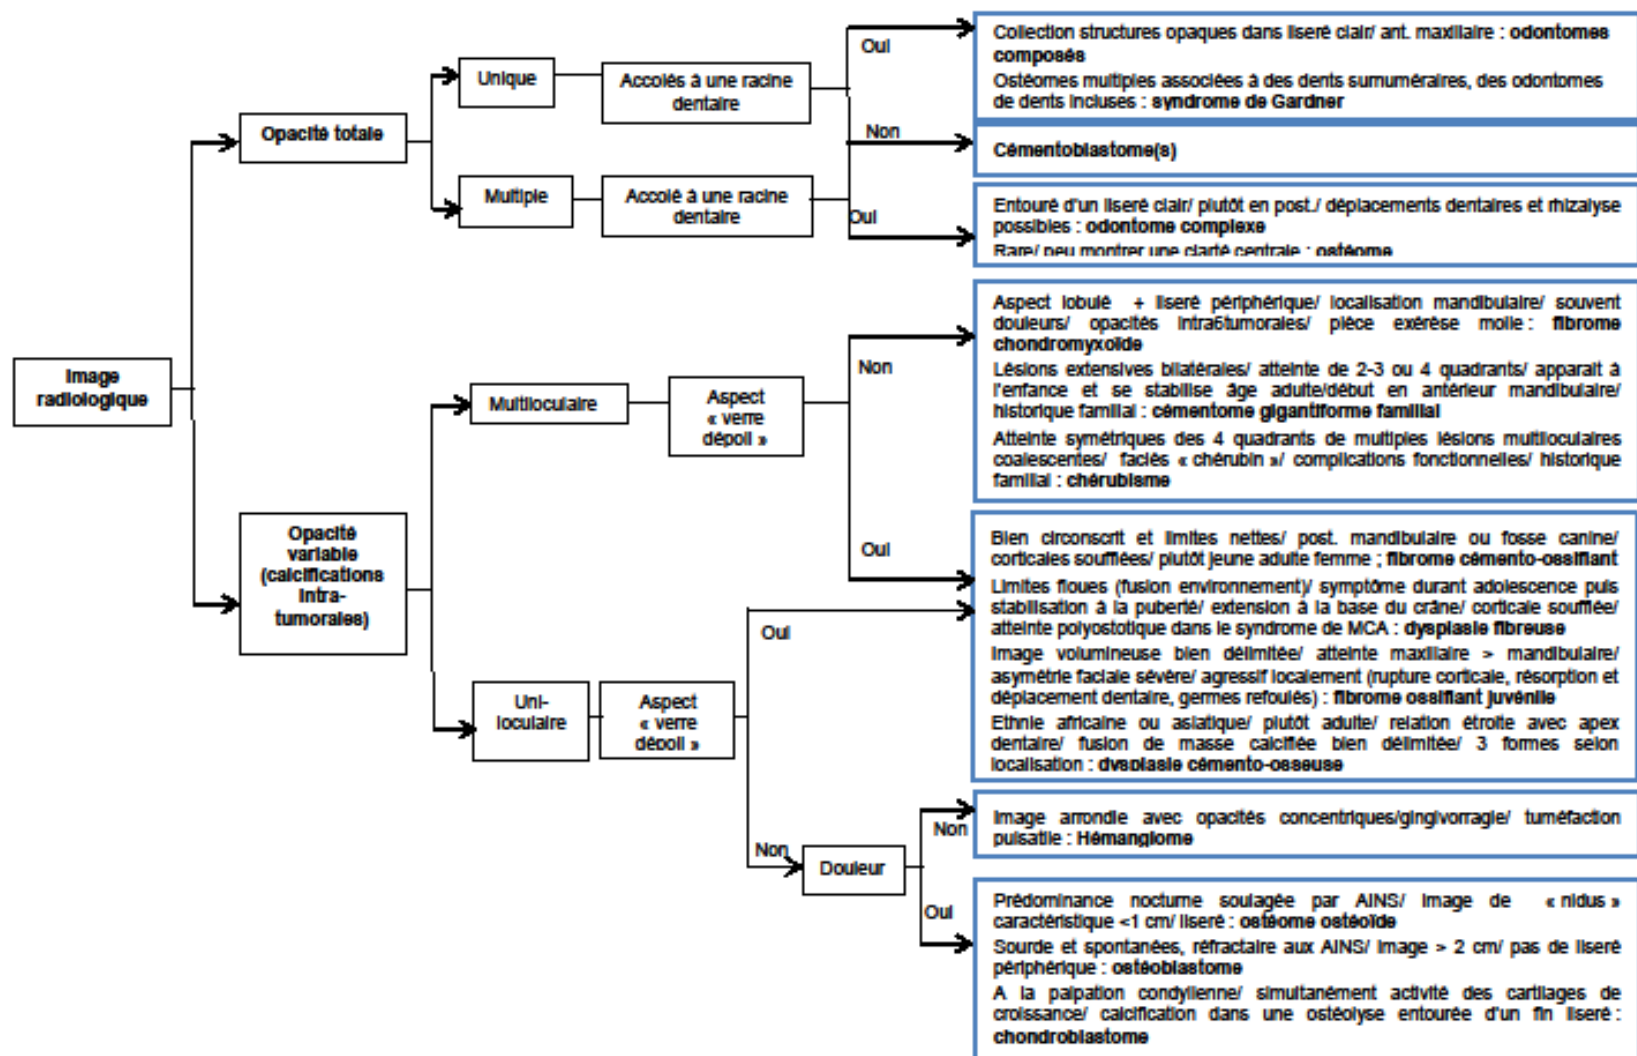 Image
radiologique
Opacité totale
Opacité
variable
(calcifications
intra-
tumorales)
Unique
Multiple
Accolés à une racine
dentaire
Accolé à une racine
dentaire
Oui
Non
Oui
Multiloculaire
Aspect
« verre
dépoli »
Non
Oui
Uni-
loculaire
Aspect
« verre
dépoli »
Oui
Non
Douleur
Non
Oui
Collection structures opaques dans liseré clair/ ant. maxillaire : odontomes
composés
Ostéomes multiples associées à des dents surnuméraires, des odontomes
de dents incluses : syndrome de Gardner
Cémentoblastome(s)
Entouré d'un liseré clair/ plutôt en post./ déplacements dentaires et rhizalyse
possibles : odontome complexe
Rare/ peu montrer une clarté centrale : ostéome
Aspect lobulé + liseré périphérique/ localisation mandibulaire/ souvent
douleurs/ opacités intra6tumorales/ pièce exérèse molle : fibrome
chondromyxoïde
Lésions extensives bilatérales/ atteinte de 2-3 ou 4 quadrants/ apparait à
l'enfance et se stabilise âge adulte/début en antérieur mandibulaire/
historique familial : cémentome gigantiforme familial
Atteinte symétriques des 4 quadrants de multiples lésions multiloculaires
coalescentes/ faciès « chérubin »/ complications fonctionnelles/ historique
familial : chérubisme
Bien circonscrit et limites nettes/ post. mandibulaire ou fosse canine/
corticales soufflées/ plutôt jeune adulte femme ; fibrome cémento-ossifiant
Limites floues (fusion environnement)/ symptôme durant adolescence puis
stabilisation à la puberté/ extension à la base du crâne/ corticale soufflée/
atteinte polyostotique dans le syndrome de MCA : dysplasie fibreuse
Image volumineuse bien délimitée/ atteinte maxillaire > mandibulaire/
asymétrie faciale sévère/ agressif localement (rupture corticale, résorption et
déplacement dentaire, germes refoulés) : fibrome ossifiant juvénile
Ethnie africaine ou asiatique/ plutôt adulte/ relation étroite avec apex
dentaire/ fusion de masse calcifiée bien délimitée/ 3 formes selon
localisation : dysplasie cémento-osseuse
Image arrondie avec opacités concentriques/gingivorragie/ tuméfaction
pulsatile : Hémangiome
Prédominance nocturne soulagée par AINS/ Image de « nidus »
caractéristique <1 cm/ liseré : ostéome ostéoïde
Sourde et spontanées, réfractaire aux AINS/ Image > 2 cm/ pas de liseré
périphérique : ostéoblastome
A la palpation condylienne/ simultanément activité des cartilages de
croissance/ calcification dans une ostéolyse entourée d'un fin liseré :
chondroblastome